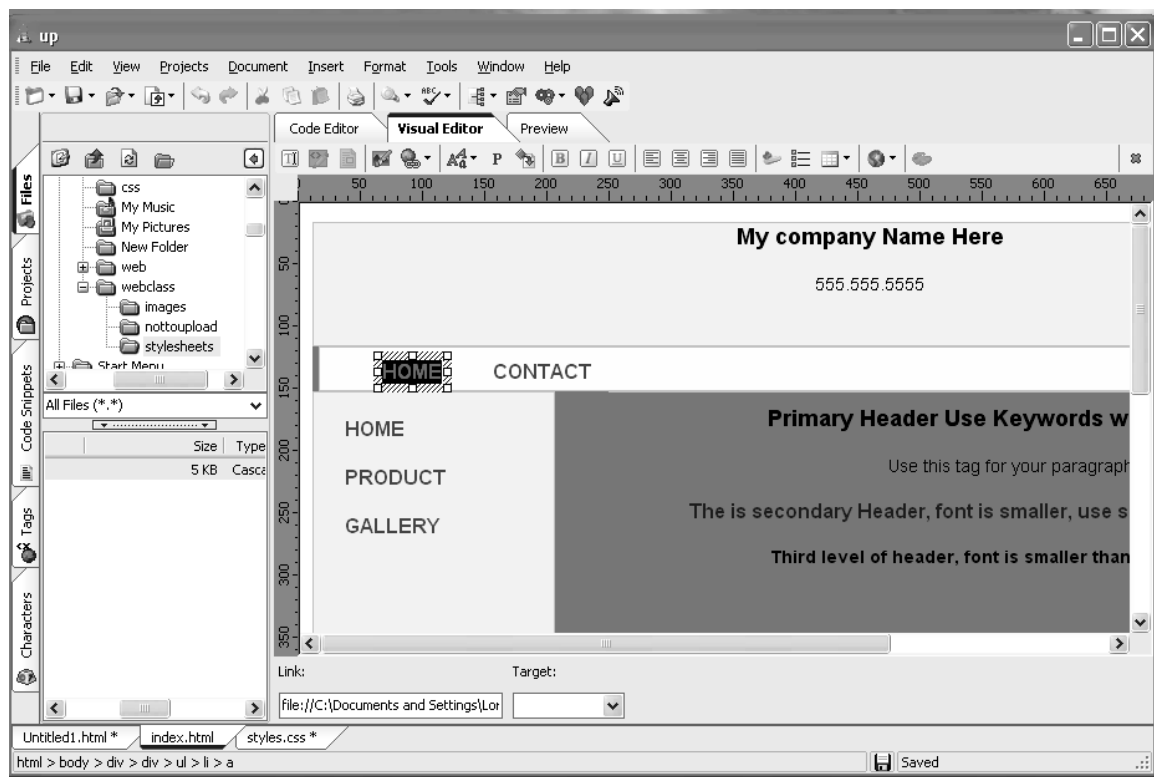 up
File Edit View Projects Document Insert Format Tools Window Help
ABC
Code Editor Visual Editor Preview
P B I U
50 100 150 200 250 300 350 400 450 500 550 600 650
Files
Projects
Code Snippets
Tags
Characters
css
My Music
My Pictures
New Folder
web
webclass
images
nottoupload
stylesheets
Start Menu
All Files (*.*)
Size Type
5 KB Casca
50
100
150
200
250
300
350
My company Name Here
555.555.5555
HOME CONTACT
HOME
PRODUCT
GALLERY
Primary Header Use Keywords w
Use this tag for your paragraph
The is secondary Header, font is smaller, use s
Third level of header, font is smaller than
Link: Target:
file://C:\Documents and Settings\Lor
Untitled1.html * index.html styles.css *
html > body > div > div > ul > li > a Saved